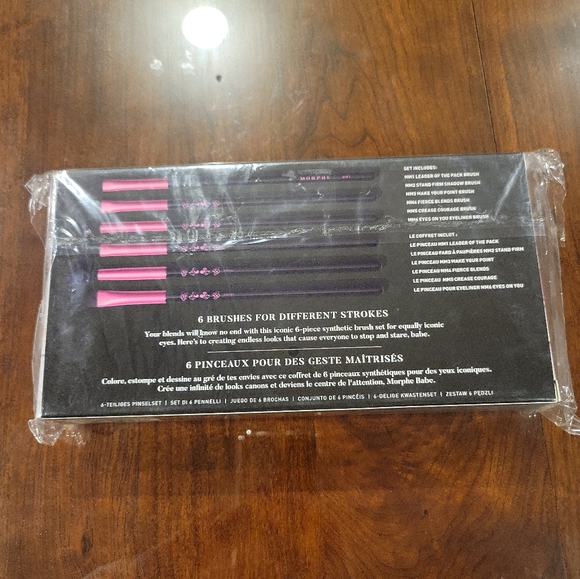 SET INCLUDES:
MM1 LEADER OF THE PACK BRUSH
MM2 STAND FIRM SHADOW BRUSH
MM3 MAKE YOUR POINT BRUSH
MM4 FIERCE BLENDS BRUSH
MM5 CREASE COURAGE BRUSH
MM6 EYES ON YOU EYELINER BRUSH
LE COFFRET INCLUT :
LE PINCEAU MM1 LEADER OF THE PACK
LE PINCEAU FARD À PAUPIÈRES MM2 STAND FIRM
LE PINCEAU MM3 MAKE YOUR POINT
LE PINCEAU MM4 FIERCE BLENDS
LE PINCEAU MM5 CREASE COURAGE
LE PINCEAU POUR EYELINER MM6 EYES ON YOU
MORPHE MM1
6 BRUSHES FOR DIFFERENT STROKES
Your blends will know no end with this iconic 6-piece synthetic brush set for equally iconic
eyes. Here's to creating endless looks that cause everyone to stop and stare, babe.
6 PINCEAUX POUR DES GESTE MAÎTRISÉS
Colore, estompe et dessine au gré de tes envies avec ce coffret de 6 pinceaux synthétiques pour des yeux iconiques.
Crée une infinité de looks canons et deviens le centre de l'attention, Morphe Babe.
6-TEILIGES PINSELSET | SET DI 6 PENNELLI | JUEGO DE 6 BROCHAS | CONJUNTO DE 6 PINCÉIS | 6-DELIGE KWASTENSET | ZESTAW 6 PĘDZLI